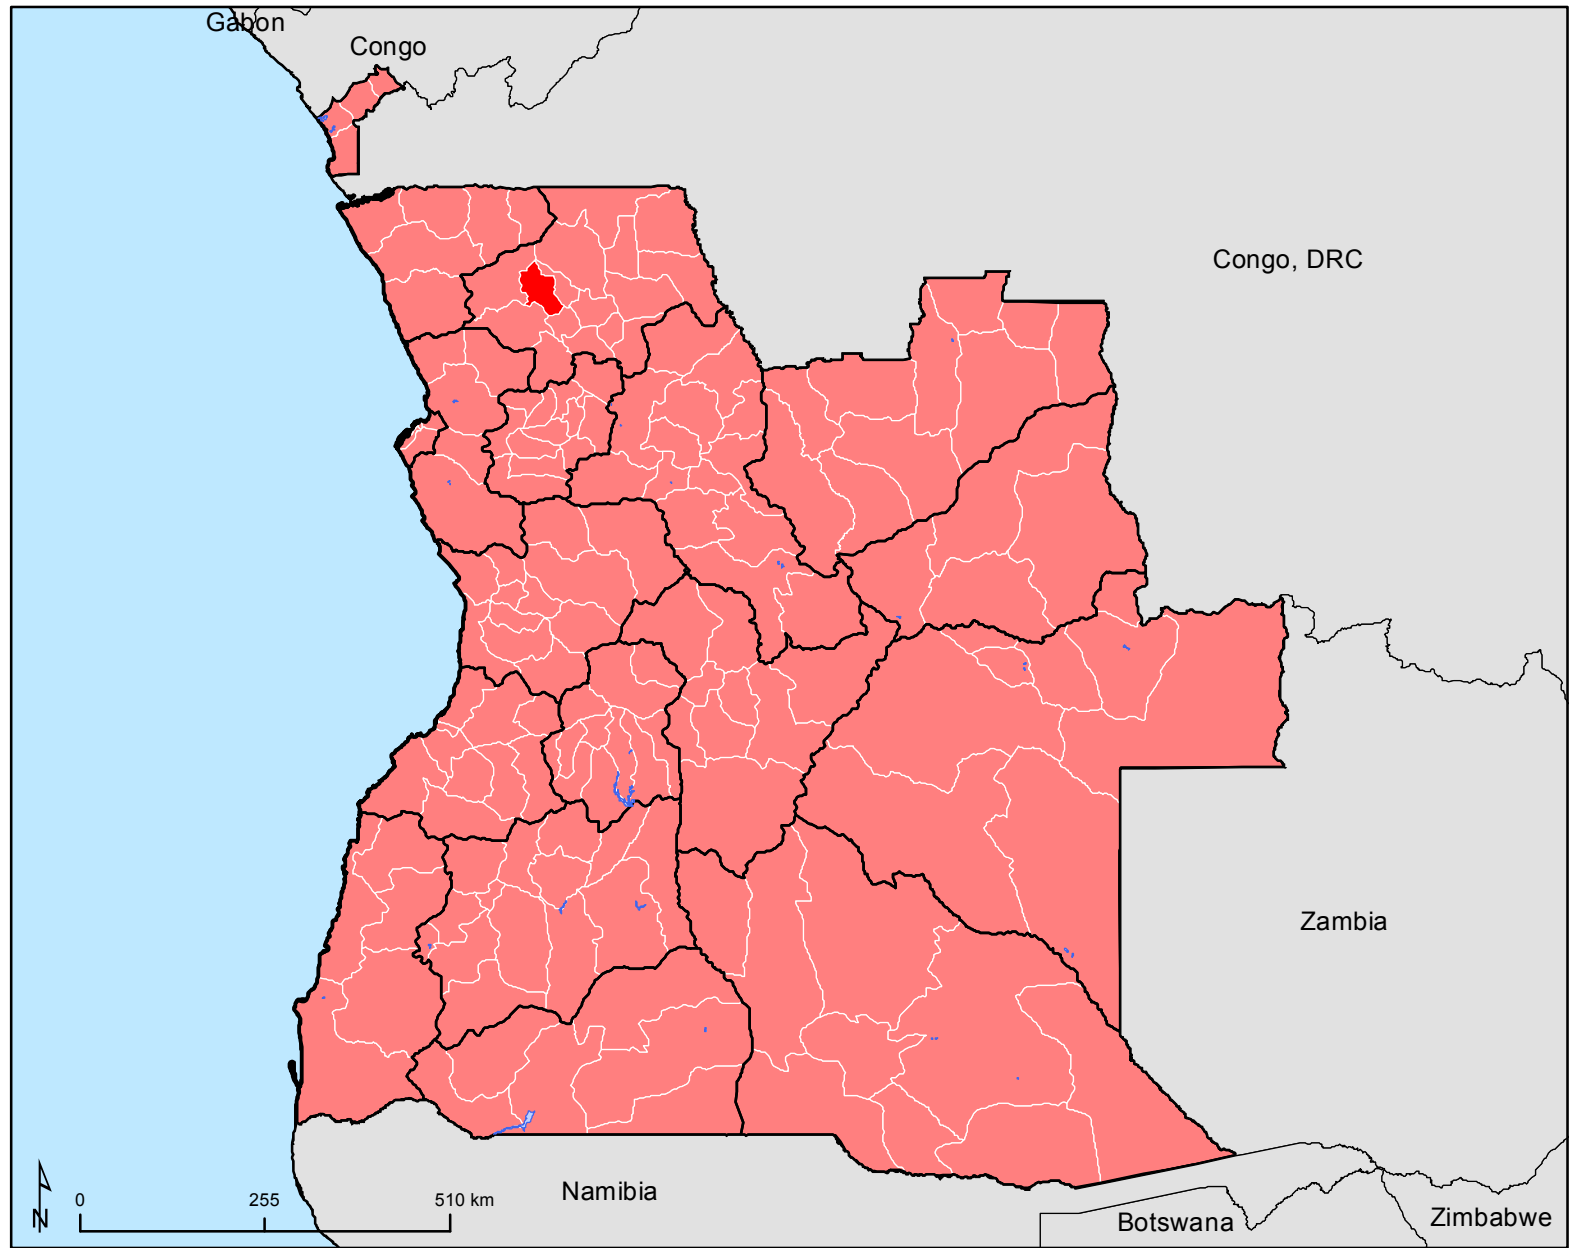 Gabon
Congo
Congo, DRC
Zambia
N
0 255 510 km
Namibia
Botswana
Zimbabwe